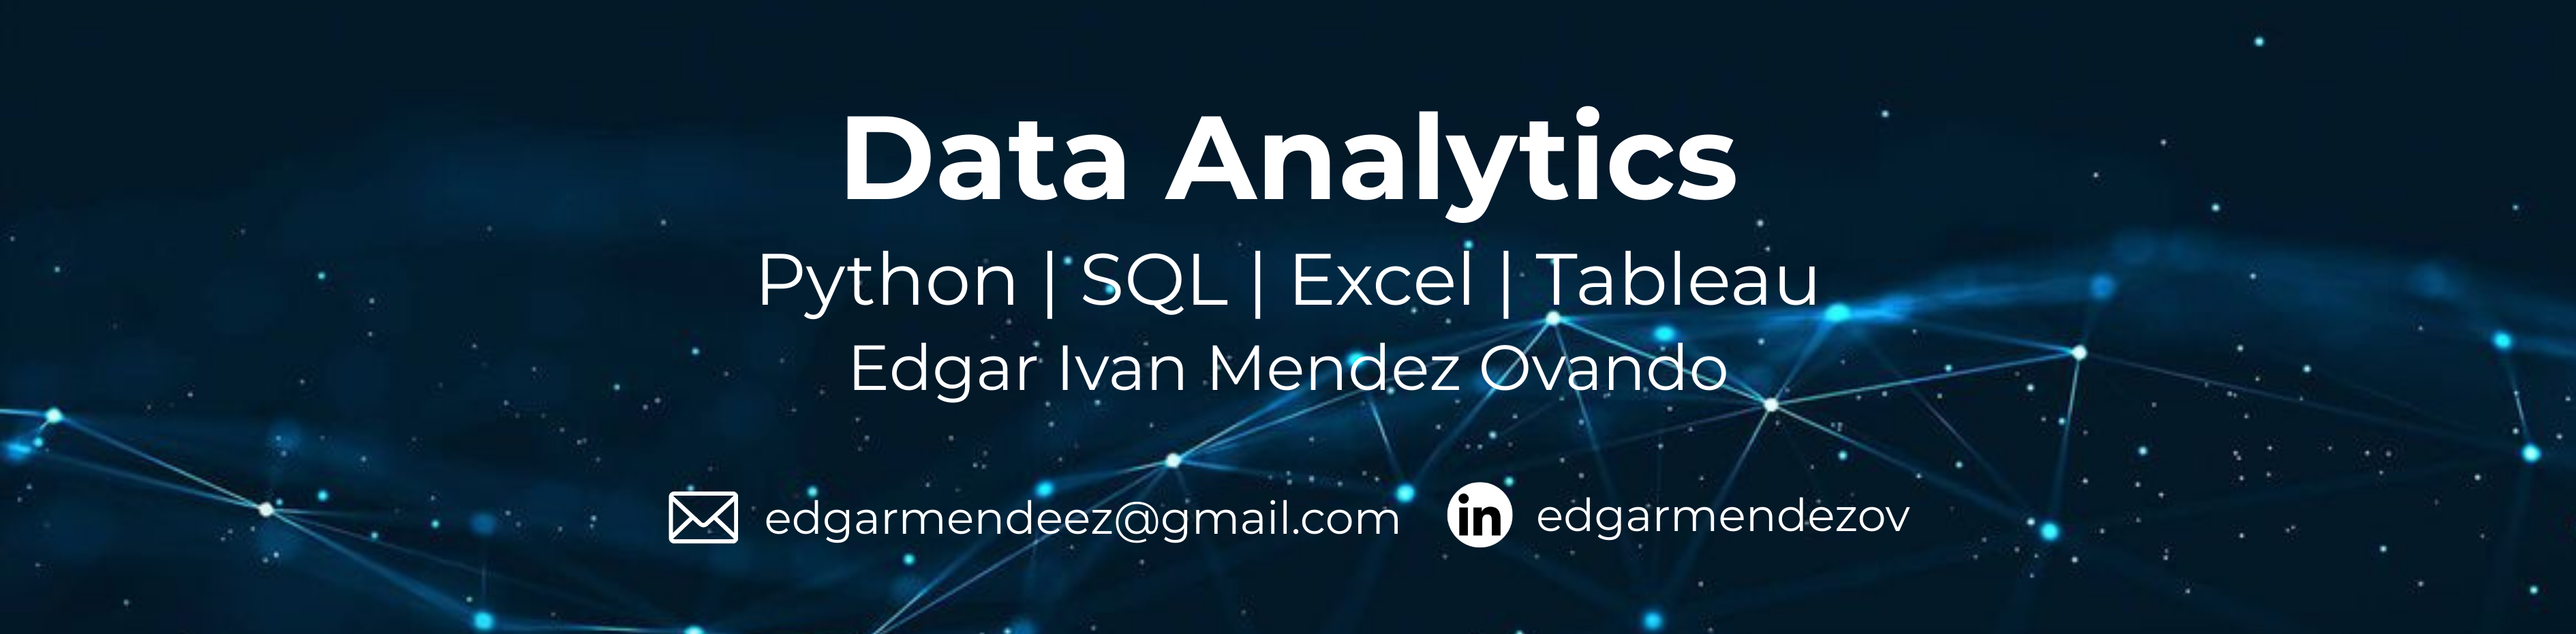 Data Analytics
Python | SQL | Excel | Tableau
Edgar Ivan Mendez Ovando
edgarmendeez@gmail.com in edgarmendezov